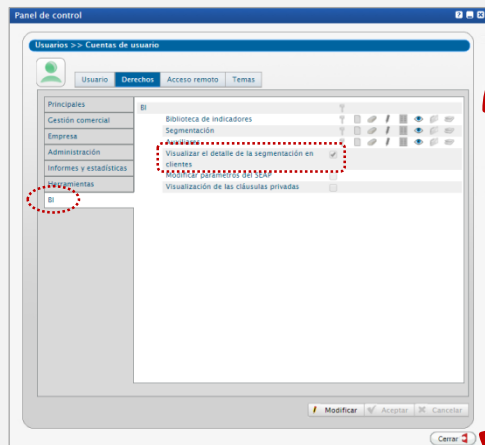 Panel de control
Usuarios >> Cuentas de usuario
Usuario Derechos Acceso remoto Temas
Principales
Gestión comercial
Empresa
Administración
Informes y estadísticas
Herramientas
BI
BI
Biblioteca de indicadores
Segmentación
Auxiliares
Visualizar el detalle de la segmentación en
clientes
Modificar parámetros del SEAP
Visualización de las cláusulas privadas
Modificar Aceptar Cancelar
Cerrar